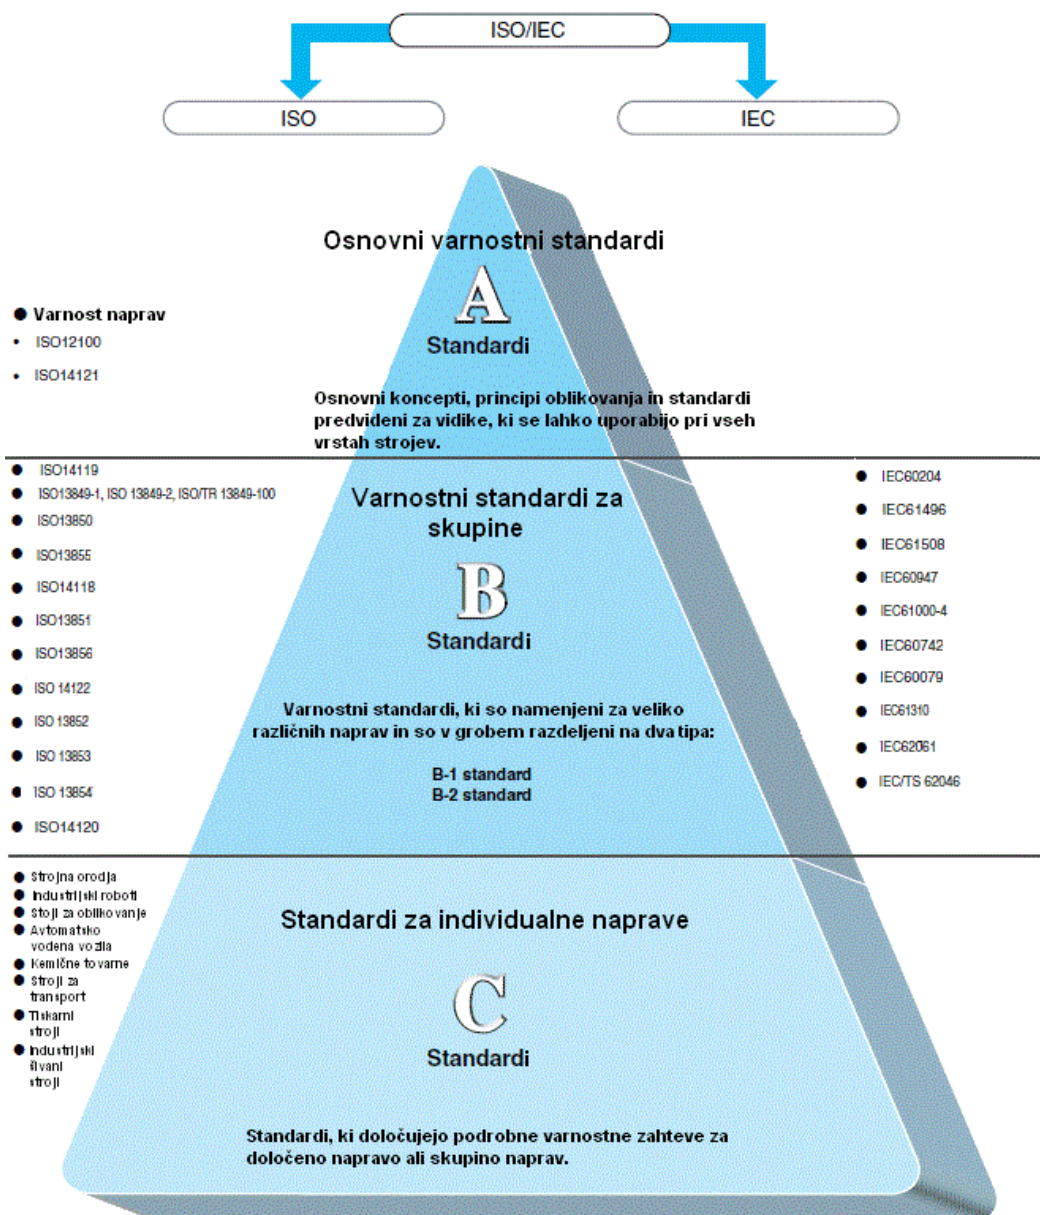 ISO/IEC
ISO
IEC
Osnovni varnostni standardi
A
Standardi
● Varnost naprav
• ISO12100
• ISO14121
Osnovni koncepti, principi oblikovanja in standardi
predvideni za vidike, ki se lahko uporabijo pri vseh
vrstah strojev.
● ISO14119
● ISO13849-1, ISO 13849-2, ISO/TR 13849-100
● ISO13850
● ISO13855
● ISO14118
● ISO13851
● ISO13856
● ISO 14122
● ISO 13852
● ISO 13853
● ISO 13854
● ISO14120
Varnostni standardi za
skupine
B
Standardi
Varnostni standardi, ki so namenjeni za veliko
različnih naprav in so v grobem razdeljeni na dva tipa:
B-1 standard
B-2 standard
● IEC60204
● IEC61496
● IEC61508
● IEC60947
● IEC61000-4
● IEC60742
● IEC60079
● IEC61310
● IEC62061
● IEC/TS 62046
● Strojna orodja
● Industrijski roboti
● Stoji za oblikovanje
● Avtomatsko
vodena vozila
● Kemične tovarne
● Stroji za
transport
● Tiskarni
stroji
● Industrijski
šivani
stroji
Standardi za individualne naprave
C
Standardi
Standardi, ki določujejo podrobne varnostne zahteve za
določeno napravo ali skupino naprav.